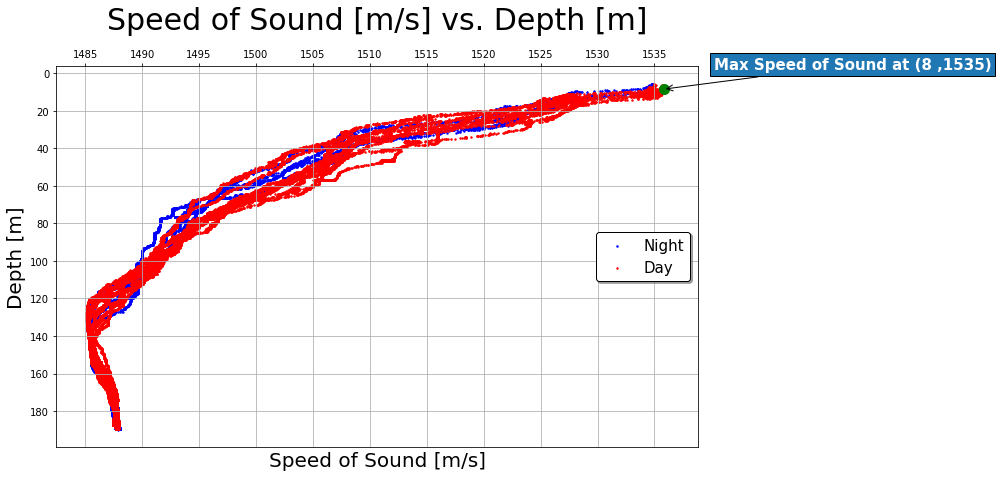 Speed of Sound [m/s] vs. Depth [m]
1485 1490 1495 1500 1505 1510 1515 1520 1525 1530 1535
Max Speed of Sound at (8 ,1535)
0
20
40
60
80
100
120
140
160
180
Depth [m]
Night
Day
Speed of Sound [m/s]